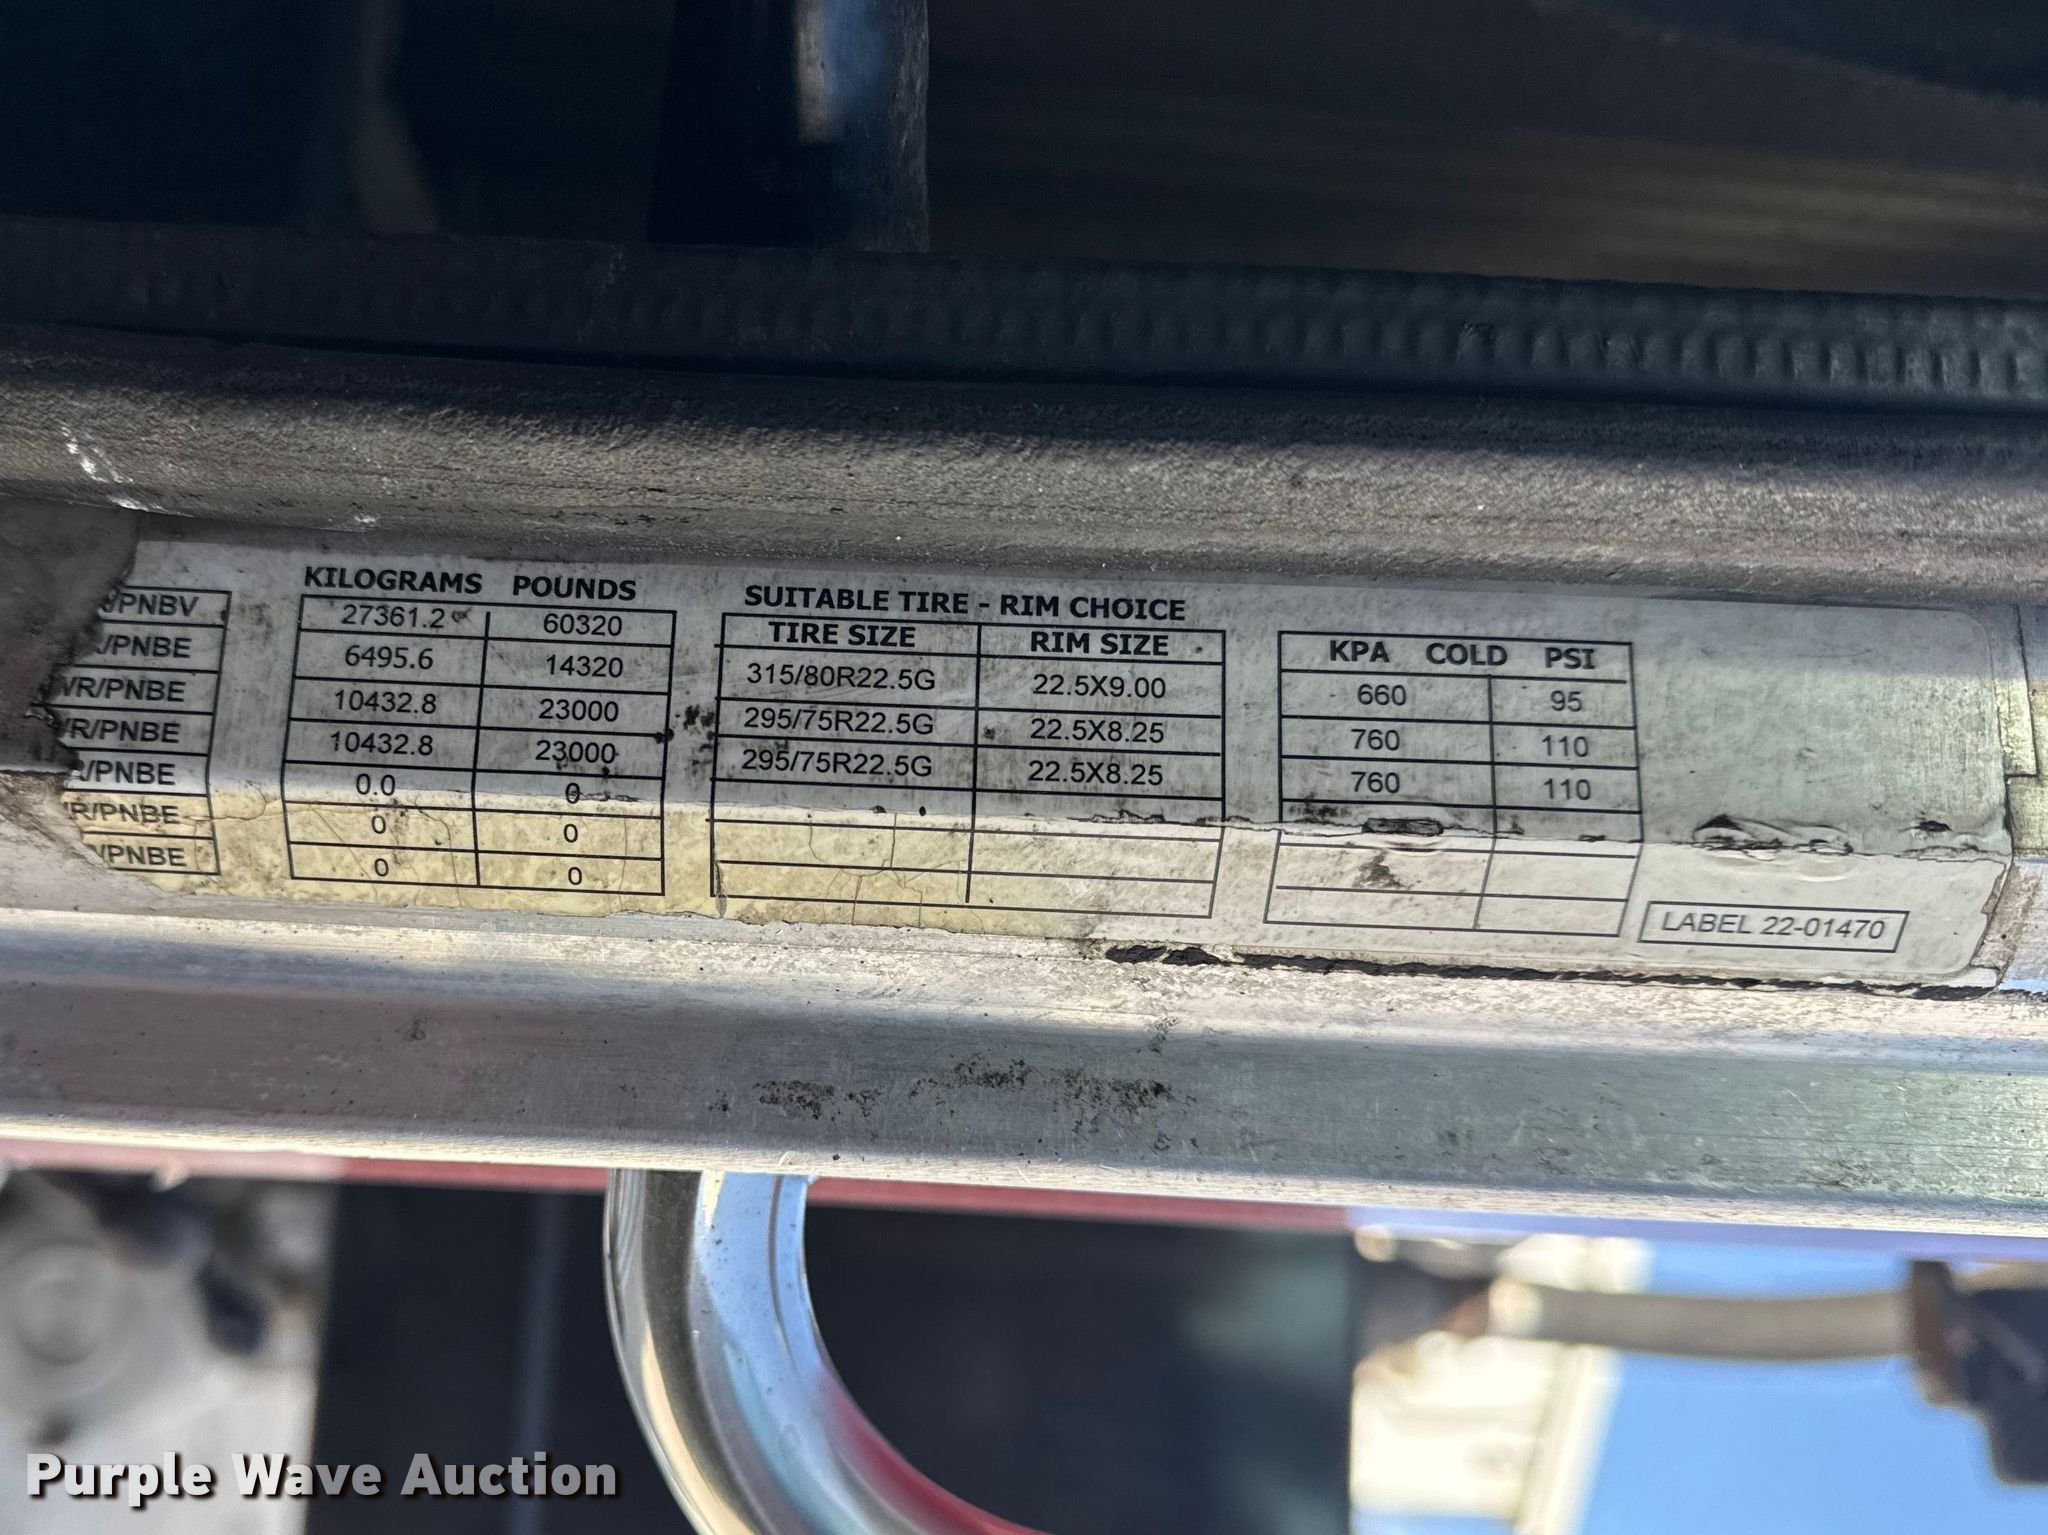 KILOGRAMS POUNDS SUITABLE TIRE - RIM CHOICE
/PNBV 27361.2 60320 TIRE SIZE RIM SIZE KPA COLD PSI
/PNBE 6495.6 14320 315/80R22.5G 22.5X9.00 660 95
VR/PNBE 10432.8 23000 295/75R22.5G 22.5X8.25 760 110
VR/PNBE 10432.8 23000 295/75R22.5G 22.5X8.25 760 110
/PNBE 0.0 0
R/PNBE 0 0
/PNBE 0 0
LABEL 22-01470
Purple Wave Auction